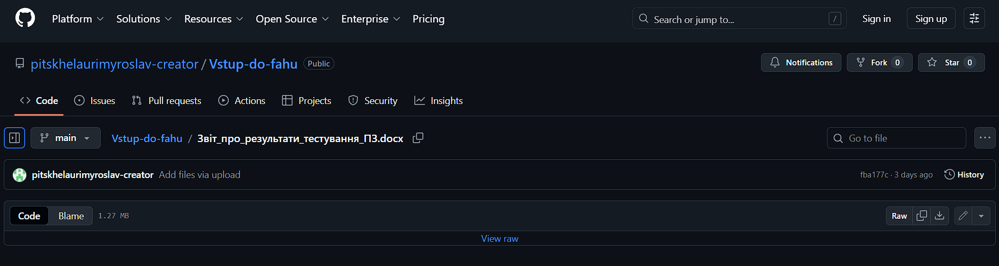 Platform Solutions Resources Open Source Enterprise Pricing Search or jump to... / Sign in Sign up
pitskhelaurimyroslav-creator / Vstup-do-fahu Public Notifications Fork 0 Star 0
Code Issues Pull requests Actions Projects Security Insights
main Vstup-do-fahu / Звіт_про_результати_тестування_ПЗ.docx Go to file
pitskhelaurimyroslav-creator Add files via upload fba177c · 3 days ago History
Code Blame 1.27 MB Raw
View raw